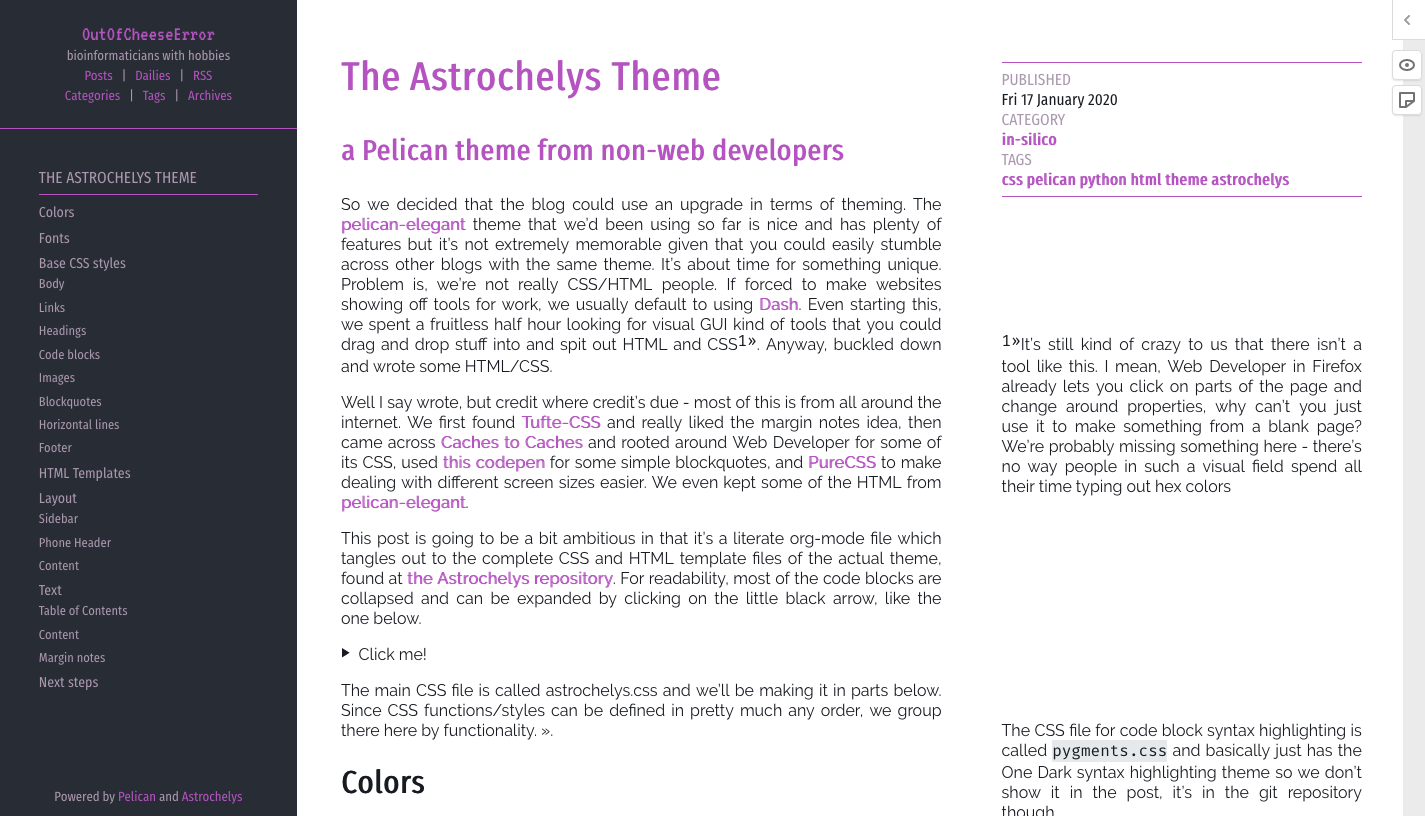 OutOfCheeseError
bioinformaticians with hobbies
Posts | Dailies | RSS
Categories | Tags | Archives
THE ASTROCHELYS THEME
Colors
Fonts
Base CSS styles
Body
Links
Headings
Code blocks
Images
Blockquotes
Horizontal lines
Footer
HTML Templates
Layout
Sidebar
Phone Header
Content
Text
Table of Contents
Content
Margin notes
Next steps
Powered by Pelican and Astrochelys
The Astrochelys Theme
a Pelican theme from non-web developers
So we decided that the blog could use an upgrade in terms of theming. The
pelican-elegant theme that we’d been using so far is nice and has plenty of
features but it’s not extremely memorable given that you could easily stumble
across other blogs with the same theme. It’s about time for something unique.
Problem is, we’re not really CSS/HTML people. If forced to make websites
showing off tools for work, we usually default to using Dash. Even starting this,
we spent a fruitless half hour looking for visual GUI kind of tools that you could
drag and drop stuff into and spit out HTML and CSS1». Anyway, buckled down
and wrote some HTML/CSS.
Well I say wrote, but credit where credit’s due - most of this is from all around the
internet. We first found Tufte-CSS and really liked the margin notes idea, then
came across Caches to Caches and rooted around Web Developer for some of
its CSS, used this codepen for some simple blockquotes, and PureCSS to make
dealing with different screen sizes easier. We even kept some of the HTML from
pelican-elegant.
This post is going to be a bit ambitious in that it’s a literate org-mode file which
tangles out to the complete CSS and HTML template files of the actual theme,
found at the Astrochelys repository. For readability, most of the code blocks are
collapsed and can be expanded by clicking on the little black arrow, like the
one below.
Click me!
The main CSS file is called astrochelys.css and we’ll be making it in parts below.
Since CSS functions/styles can be defined in pretty much any order, we group
there here by functionality. ».
Colors
PUBLISHED
Fri 17 January 2020
CATEGORY
in-silico
TAGS
css pelican python html theme astrochelys
1»It’s still kind of crazy to us that there isn’t a
tool like this. I mean, Web Developer in Firefox
already lets you click on parts of the page and
change around properties, why can’t you just
use it to make something from a blank page?
We’re probably missing something here - there’s
no way people in such a visual field spend all
their time typing out hex colors
The CSS file for code block syntax highlighting is
called pygments.css and basically just has the
One Dark syntax highlighting theme so we don’t
show it in the post, it’s in the git repository
though